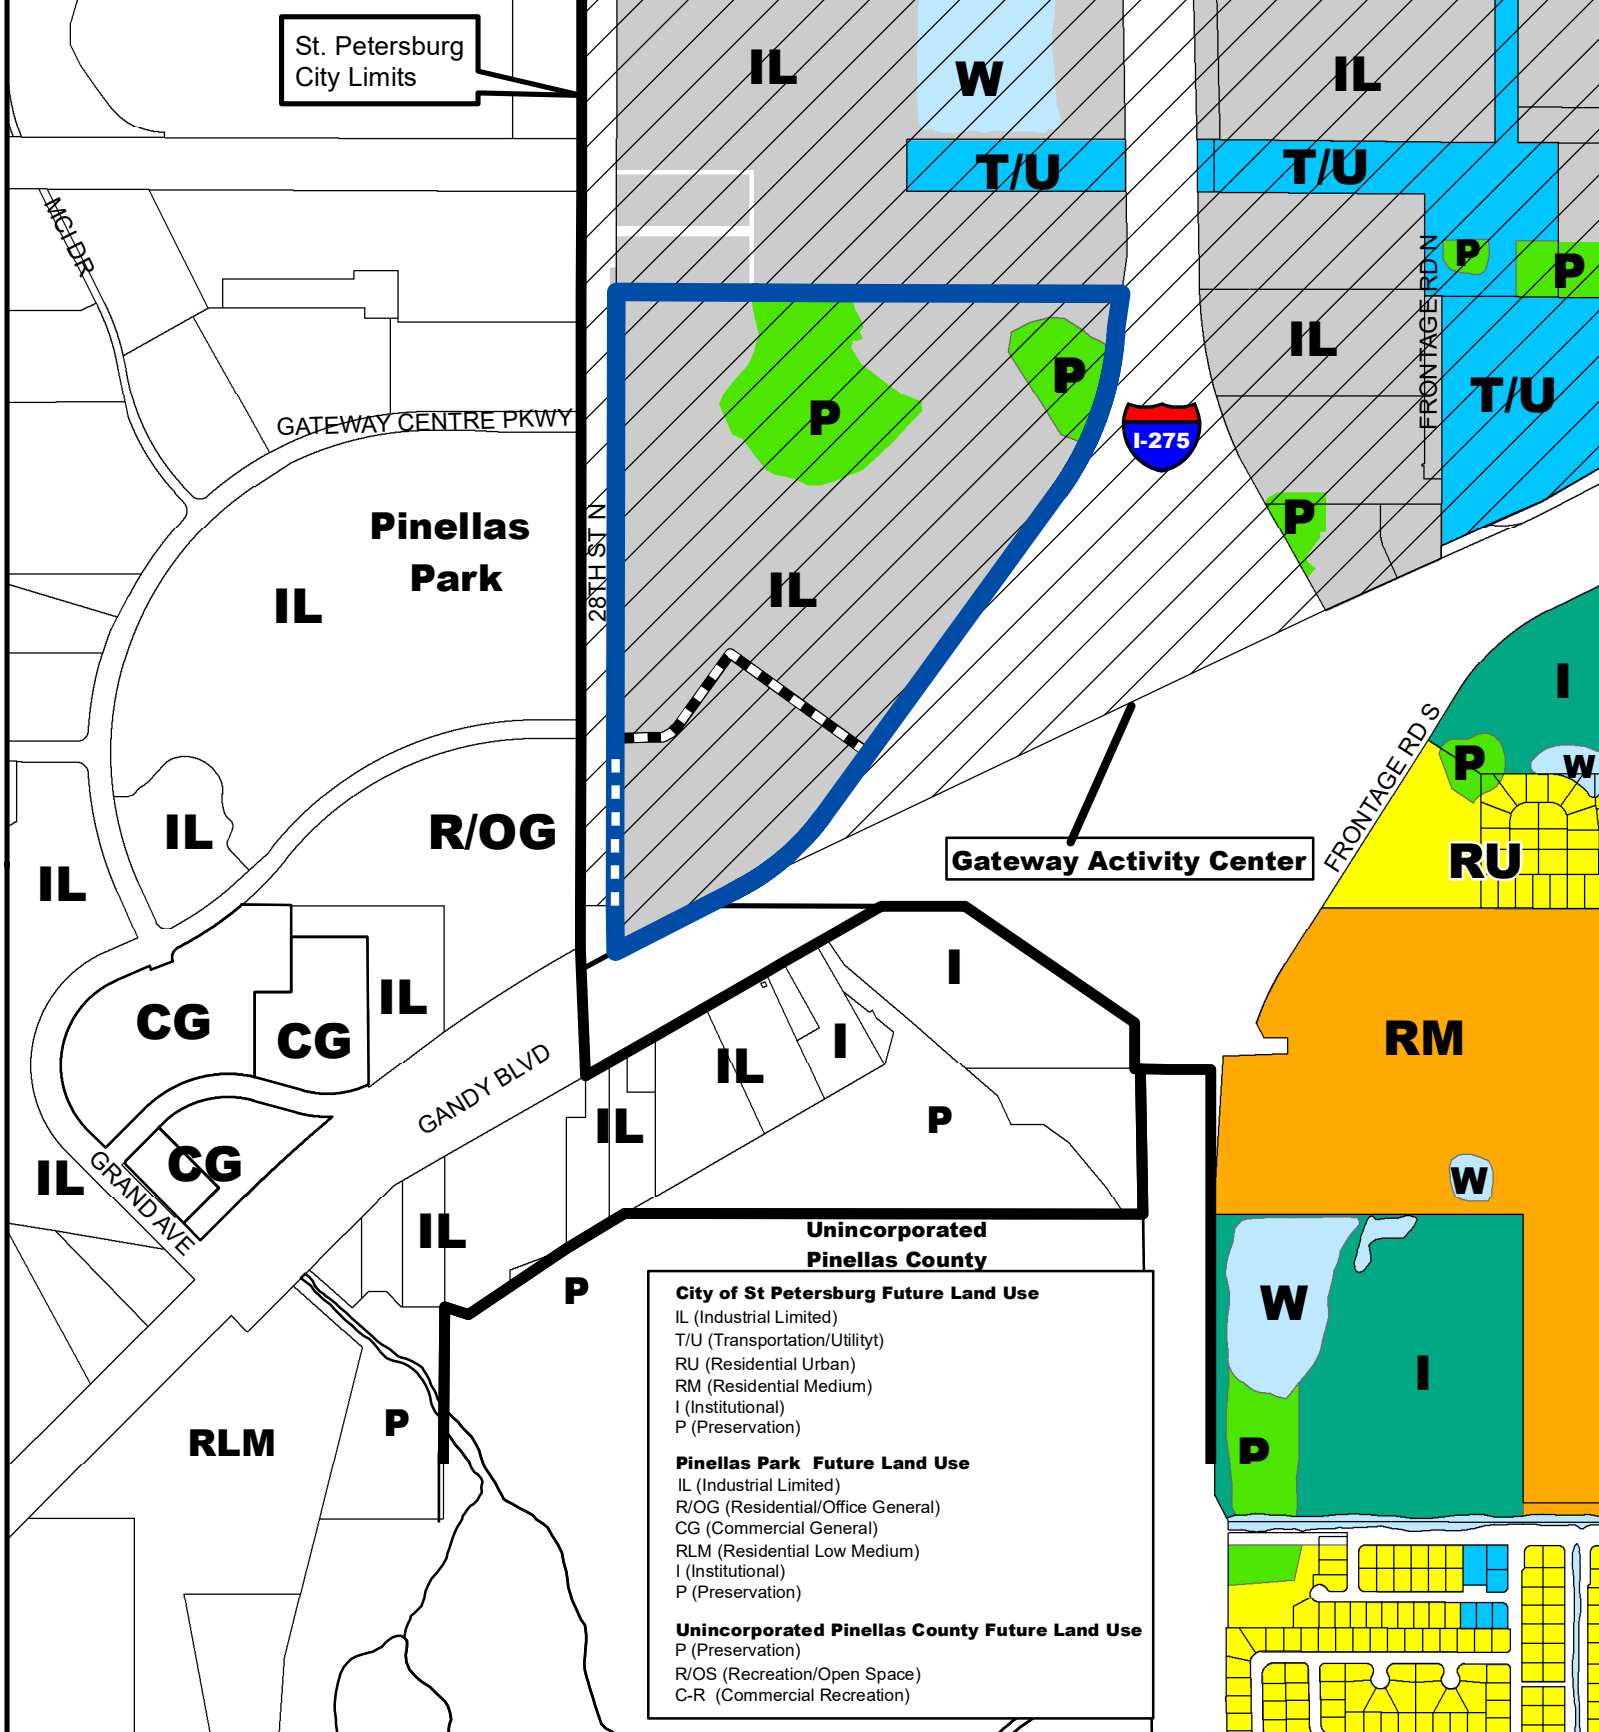 St. Petersburg
City Limits
IL
W
IL
T/U
T/U
MCI DR
P
P
FRONTAGE RD N
IL
P
T/U
GATEWAY CENTRE PKWY
P
I-275
Pinellas
Park
P
28TH ST N
IL
IL
I
FRONTAGE RD S
P
W
IL
R/OG
Gateway Activity Center
RU
IL
I
IL
CG
CG
I
RM
GANDY BLVD
IL
P
IL
CG
IL
GRAND AVE
W
IL
Unincorporated
Pinellas County
P
W
City of St Petersburg Future Land Use
IL (Industrial Limited)
T/U (Transportation/Utilityt)
RU (Residential Urban)
RM (Residential Medium)
I (Institutional)
P (Preservation)
I
P
RLM
P
Pinellas Park Future Land Use
IL (Industrial Limited)
R/OG (Residential/Office General)
CG (Commercial General)
RLM (Residential Low Medium)
I (Institutional)
P (Preservation)
Unincorporated Pinellas County Future Land Use
P (Preservation)
R/OS (Recreation/Open Space)
C-R (Commercial Recreation)